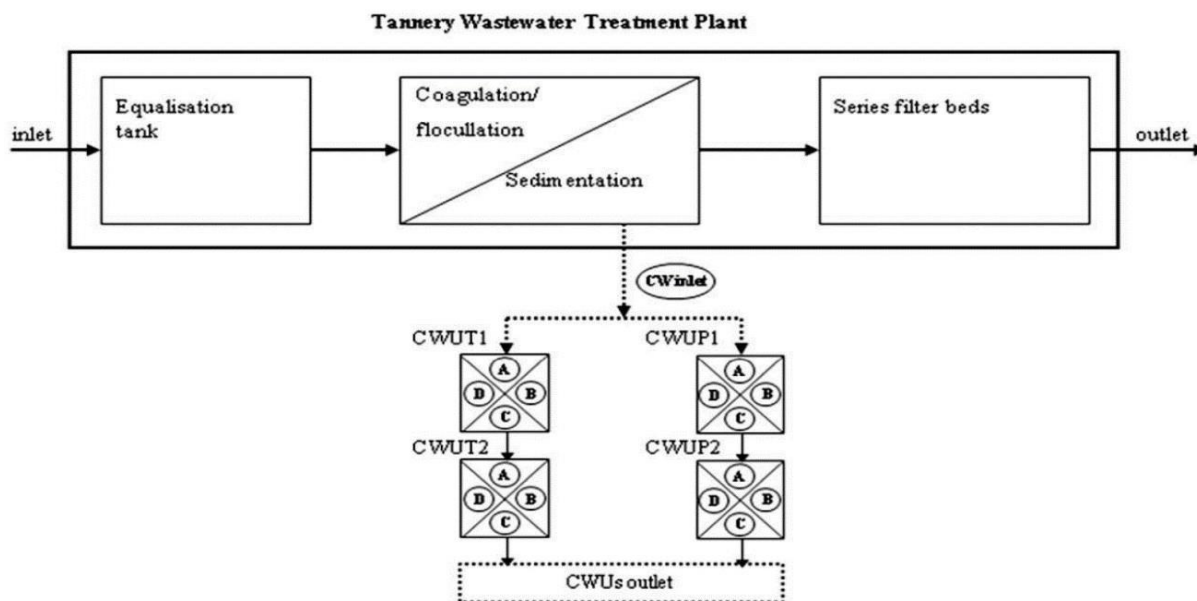 Tannery Wastewater Treatment Plant
inlet
Equalisation
tank
Coagulation/
flocullation
Sedimentation
Series filter beds
outlet
CWinlet
CWUT1
CWUP1
A
D
B
C
A
D
B
C
CWUT2
CWUP2
A
D
B
C
A
D
B
C
CWUs outlet